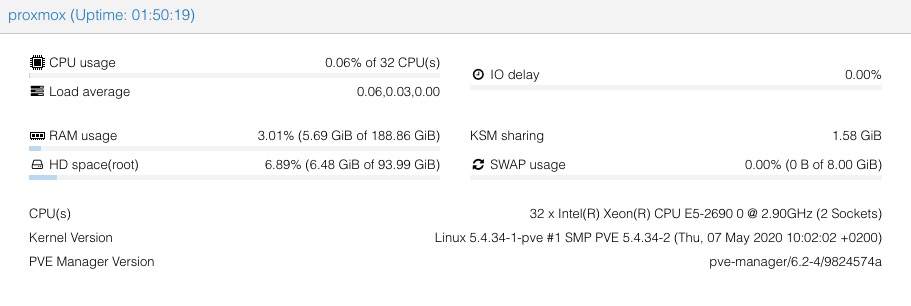 proxmox (Uptime: 01:50:19)
CPU usage 0.06% of 32 CPU(s)
IO delay 0.00%
Load average 0.06,0.03,0.00
RAM usage 3.01% (5.69 GiB of 188.86 GiB)
KSM sharing 1.58 GiB
HD space(root) 6.89% (6.48 GiB of 93.99 GiB)
SWAP usage 0.00% (0 B of 8.00 GiB)
CPU(s) 32 x Intel(R) Xeon(R) CPU E5-2690 0 @ 2.90GHz (2 Sockets)
Kernel Version Linux 5.4.34-1-pve #1 SMP PVE 5.4.34-2 (Thu, 07 May 2020 10:02:02 +0200)
PVE Manager Version pve-manager/6.2-4/9824574a